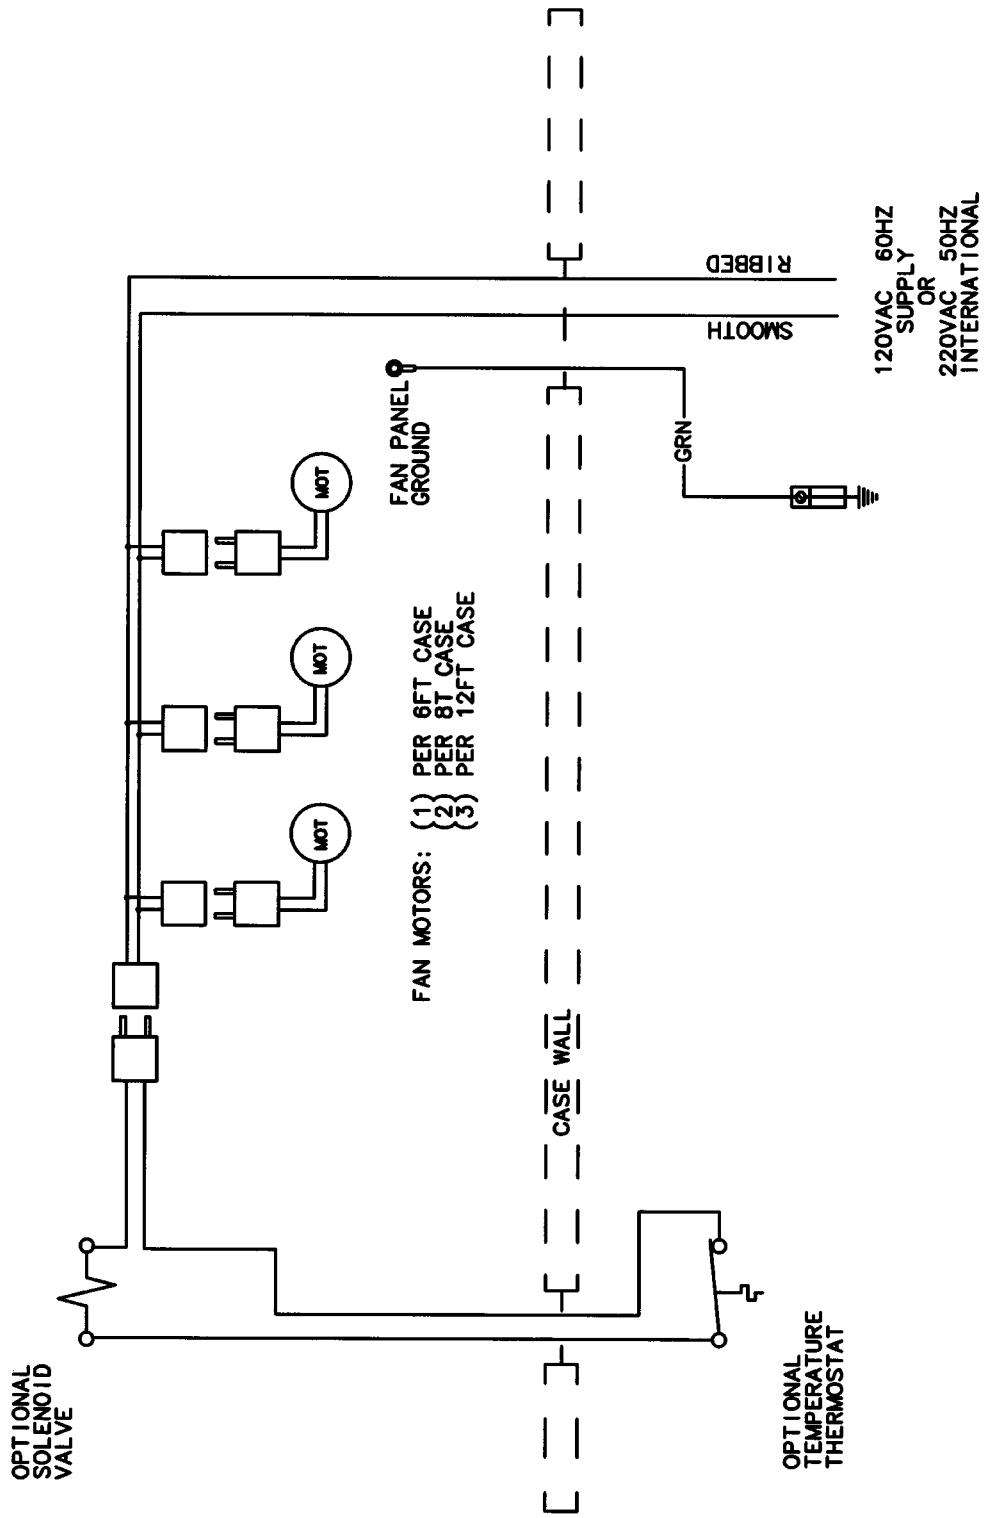 OPTIONAL
SOLENOID
VALVE
FAN MOTORS: (1) PER 6FT CASE
(2) PER 8T CASE
(3) PER 12FT CASE
MOT
MOT
MOT
FAN PANEL
GROUND
CASE WALL
GRN
SMOOTH
RIBBED
OPTIONAL
TEMPERATURE
THERMOSTAT
120VAC 60HZ
SUPPLY
OR
220VAC 50HZ
INTERNATIONAL